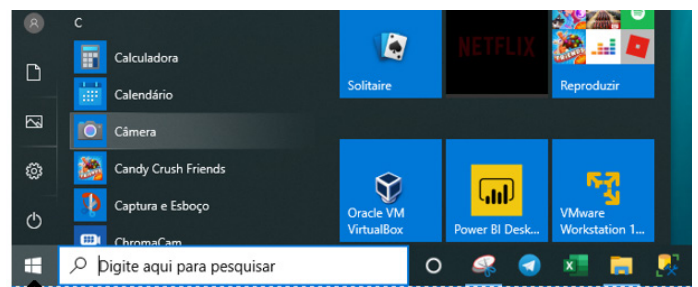 C
Calculadora
Calendário
Câmera
Candy Crush Friends
Captura e Esboço
ChromaCam
NETFLIX
Solitaire
Reproduzir
Oracle VM
VirtualBox
Power BI Desk...
VMware
Workstation 1...
Digite aqui para pesquisar